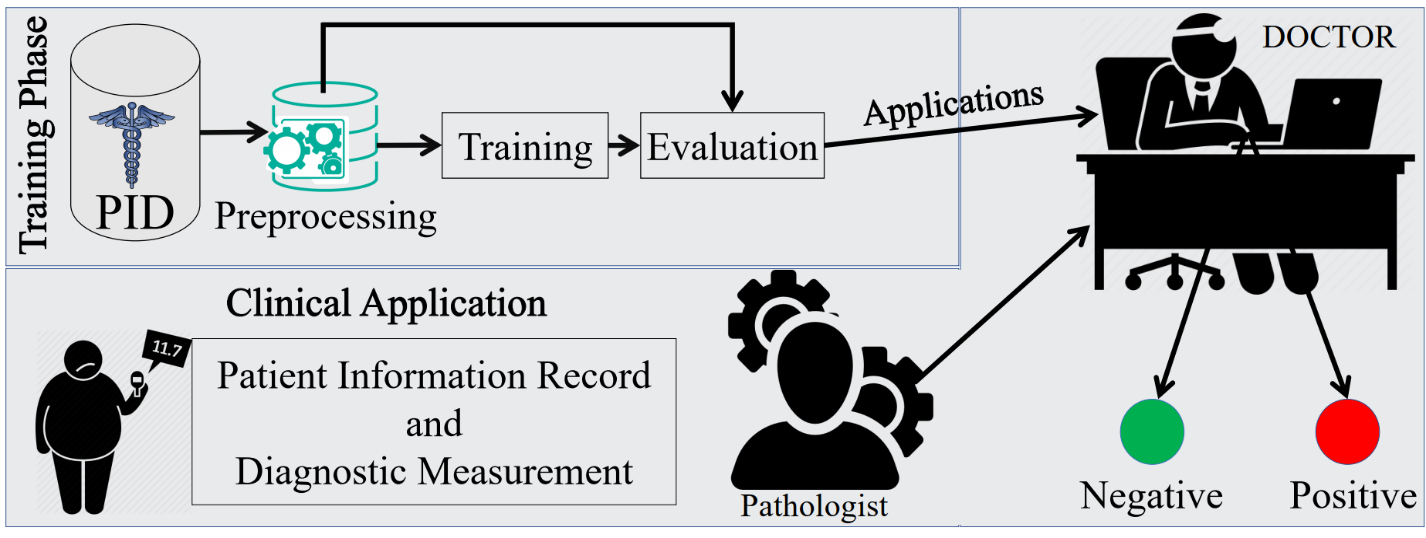 Training Phase
PID
Preprocessing
Training
Evaluation
Applications
DOCTOR
Clinical Application
11.7
Patient Information Record
and
Diagnostic Measurement
Pathologist
Negative
Positive